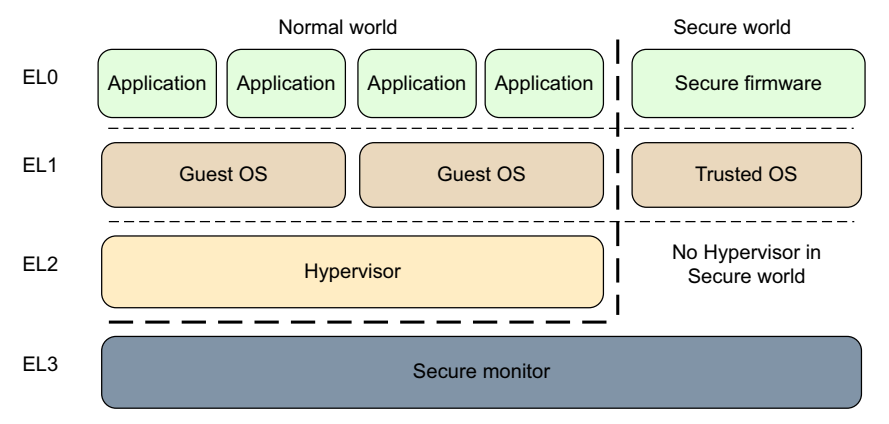 Normal world
Secure world
EL0
Application
Application
Application
Application
Secure firmware
EL1
Guest OS
Guest OS
Trusted OS
EL2
Hypervisor
No Hypervisor in
Secure world
EL3
Secure monitor